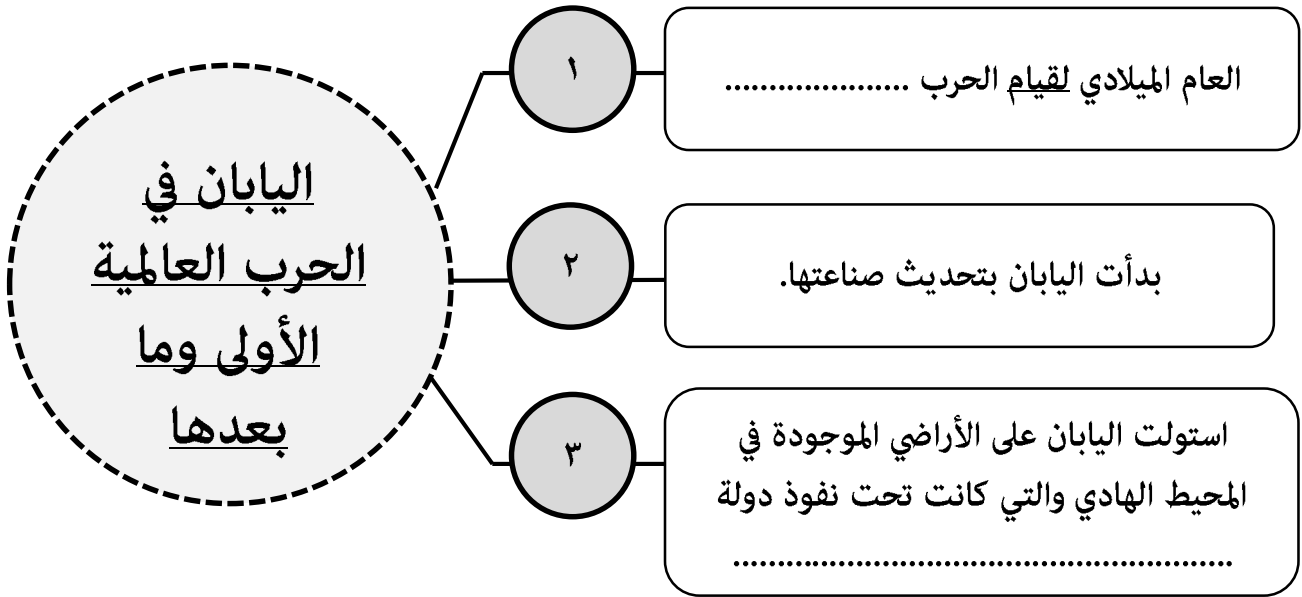 اليابان في
الحرب العالمية
الأولى وما
بعدها
١
العام الميلادي لقيام الحرب .....................
٢
بدأت اليابان بتحديث صناعتها.
٣
استولت اليابان على الأراضي الموجودة في
المحيط الهادي والتي كانت تحت نفوذ دولة
.........................................................